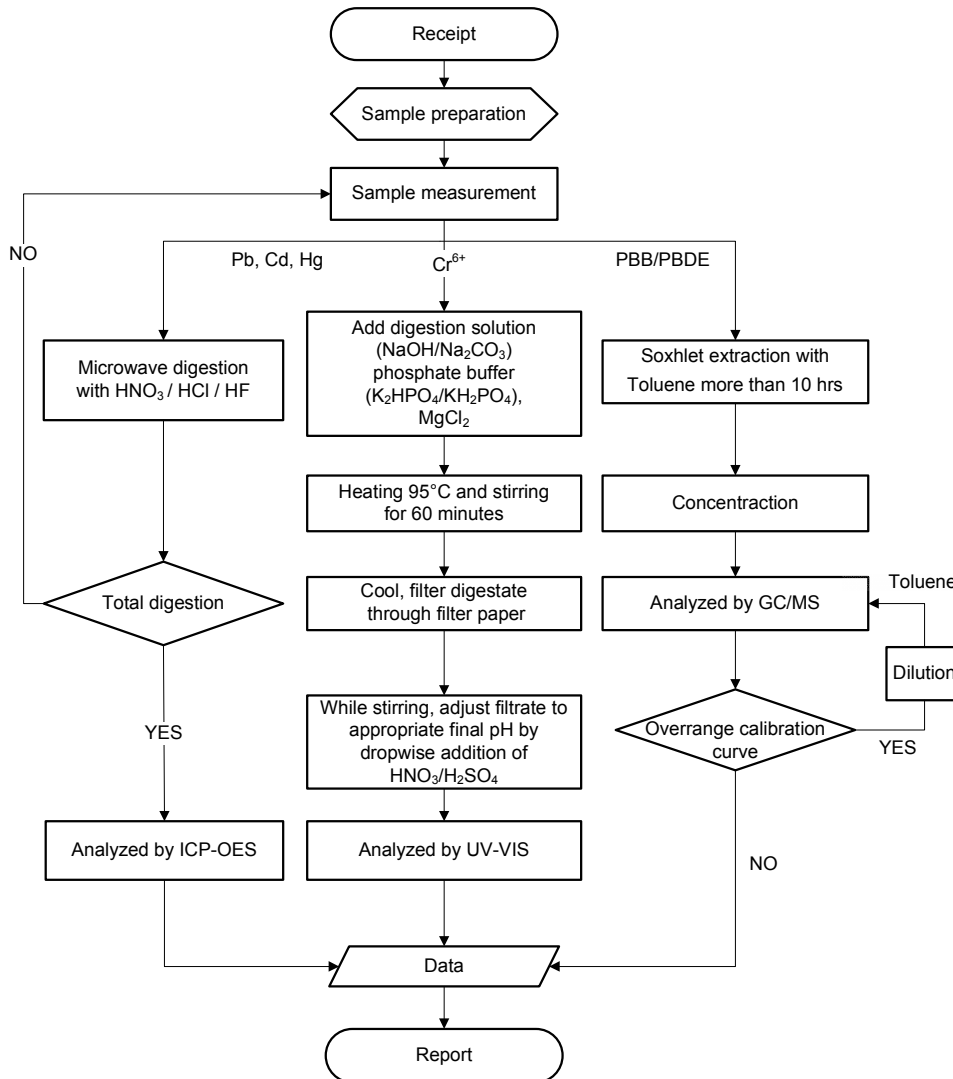 Receipt
Sample preparation
Sample measurement
NO
Pb, Cd, Hg
Cr⁶⁺
PBB/PBDE
Microwave digestion
with HNO₃ / HCl / HF
Add digestion solution
(NaOH/Na₂CO₃)
phosphate buffer
(K₂HPO₄/KH₂PO₄),
MgCl₂
Soxhlet extraction with
Toluene more than 10 hrs
Heating 95°C and stirring
for 60 minutes
Concentraction
Total digestion
Cool, filter digestate
through filter paper
Analyzed by GC/MS
Toluene
Dilution
YES
While stirring, adjust filtrate to
appropriate final pH by
dropwise addition of
HNO₃/H₂SO₄
Overrange calibration
curve
YES
Analyzed by ICP-OES
Analyzed by UV-VIS
NO
Data
Report